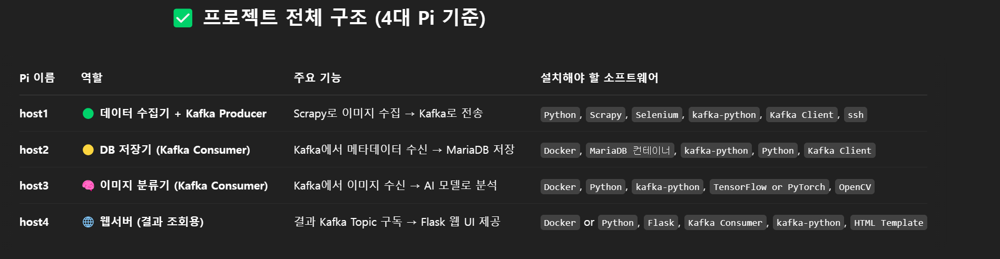 ✅ 프로젝트 전체 구조 (4대 Pi 기준)
Pi 이름 역할 주요 기능 설치해야 할 소프트웨어
host1 🟢 데이터 수집기 + Kafka Producer Scrapy로 이미지 수집 → Kafka로 전송 Python, Scrapy, Selenium, kafka-python, Kafka Client, ssh
host2 🟡 DB 저장기 (Kafka Consumer) Kafka에서 메타데이터 수신 → MariaDB 저장 Docker, MariaDB 컨테이너, kafka-python, Python, Kafka Client
host3 🧠 이미지 분류기 (Kafka Consumer) Kafka에서 이미지 수신 → AI 모델로 분석 Docker, Python, kafka-python, TensorFlow or PyTorch, OpenCV
host4 🌐 웹서버 (결과 조회용) 결과 Kafka Topic 구독 → Flask 웹 UI 제공 Docker or Python, Flask, Kafka Consumer, kafka-python, HTML Template